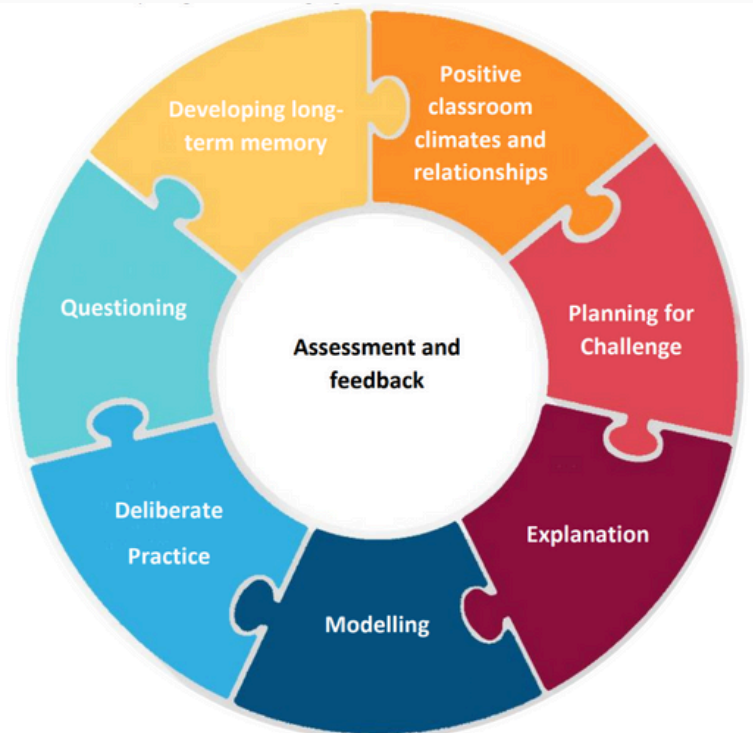 Positive
classroom
climates and
relationships
Planning for
Challenge
Explanation
Modelling
Deliberate
Practice
Questioning
Developing long-
term memory
Assessment and
feedback